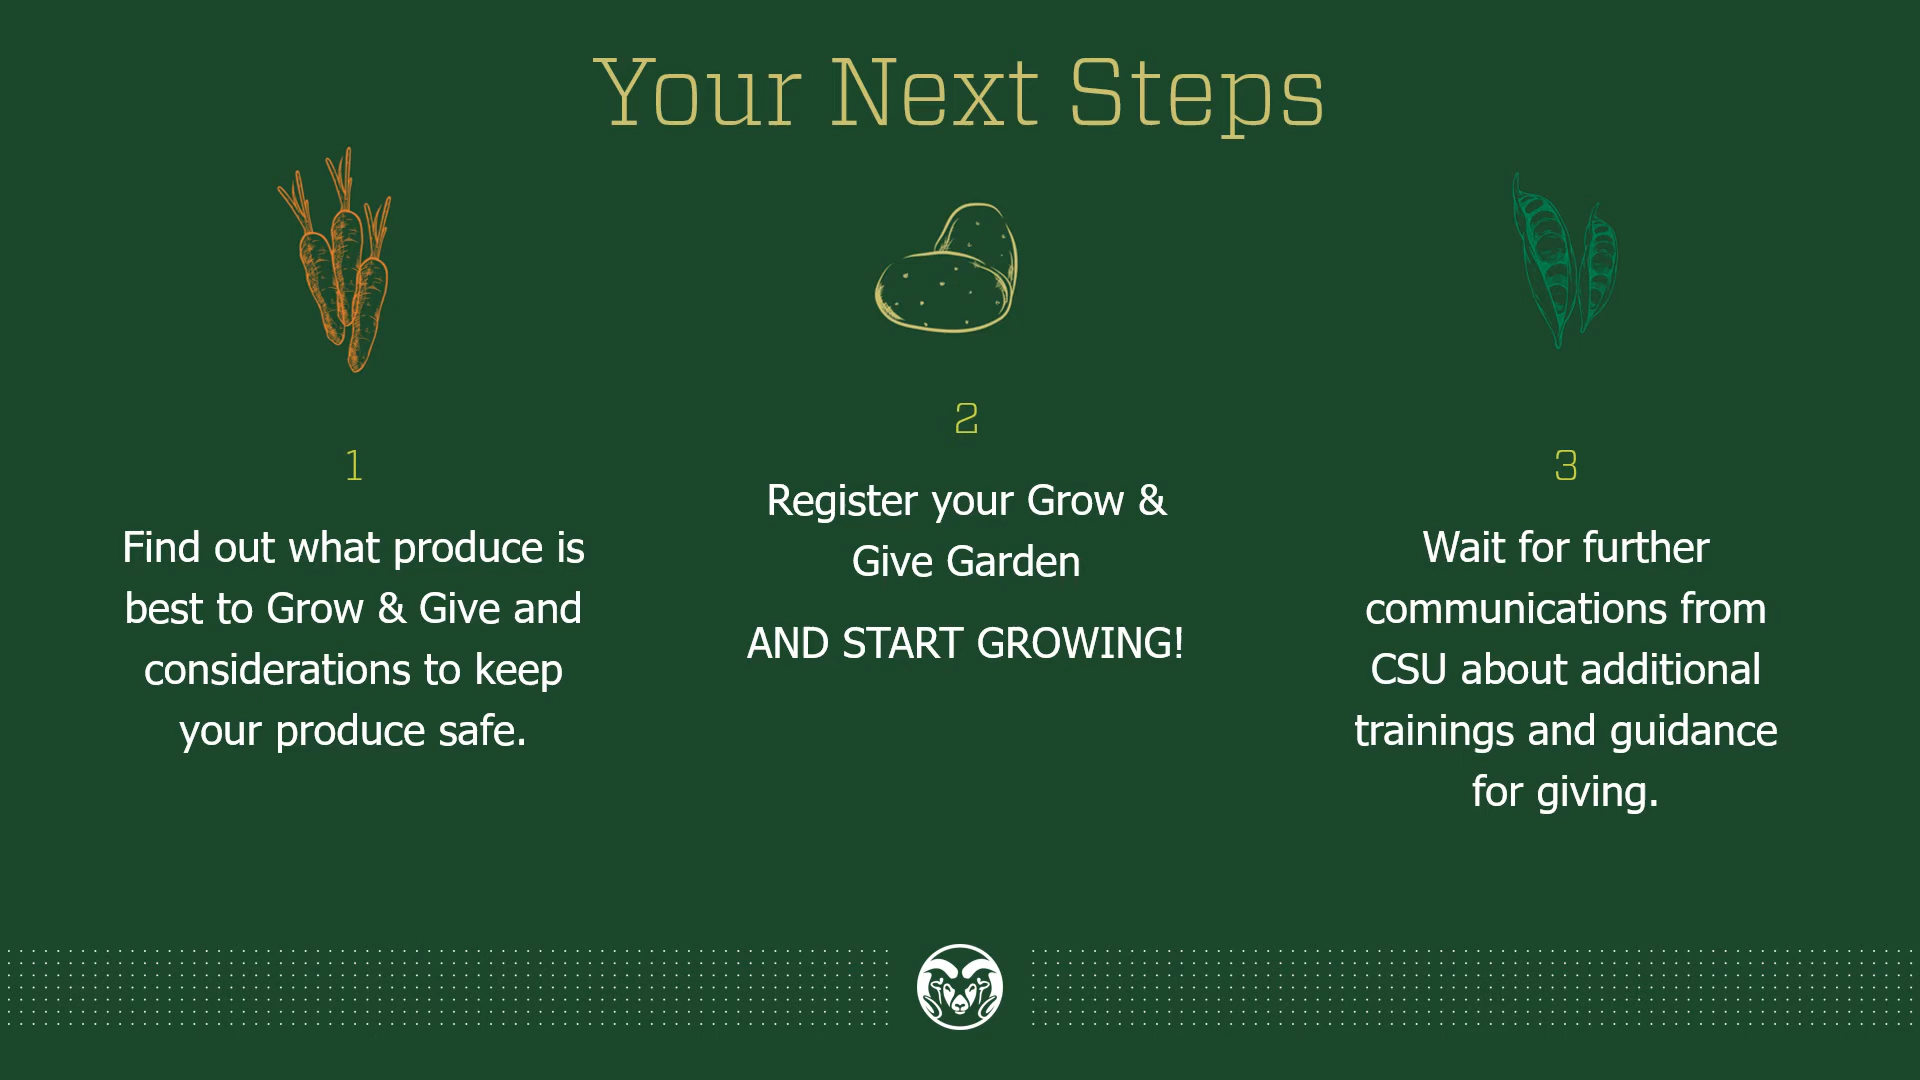 Your Next Steps
1
Find out what produce is
best to Grow & Give and
considerations to keep
your produce safe.
2
Register your Grow &
Give Garden
AND START GROWING!
3
Wait for further
communications from
CSU about additional
trainings and guidance
for giving.